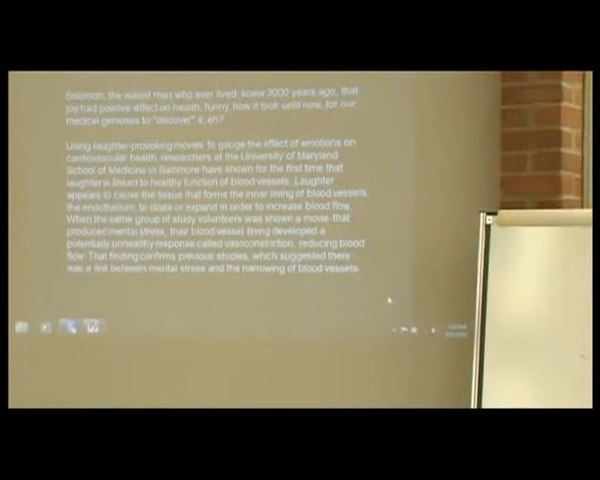 Solomon, the wisest man who ever lived, knew 3000 years ago, that
joy had positive effect on health, funny, how it took until now, for our
medical geniuses to "discover" it, eh?
Using laughter-provoking movies to gauge the effect of emotions on
cardiovascular health, researchers at the University of Maryland
School of Medicine in Baltimore have shown for the first time that
laughter is linked to healthy function of blood vessels. Laughter
appears to cause the tissue that forms the inner lining of blood vessels,
the endothelium, to dilate or expand in order to increase blood flow.
When the same group of study volunteers was shown a movie that
produced mental stress, their blood vessel lining developed a
potentially unhealthy response called vasoconstriction, reducing blood
flow. That finding confirms previous studies, which suggested there
was a link between mental stress and the narrowing of blood vessels.